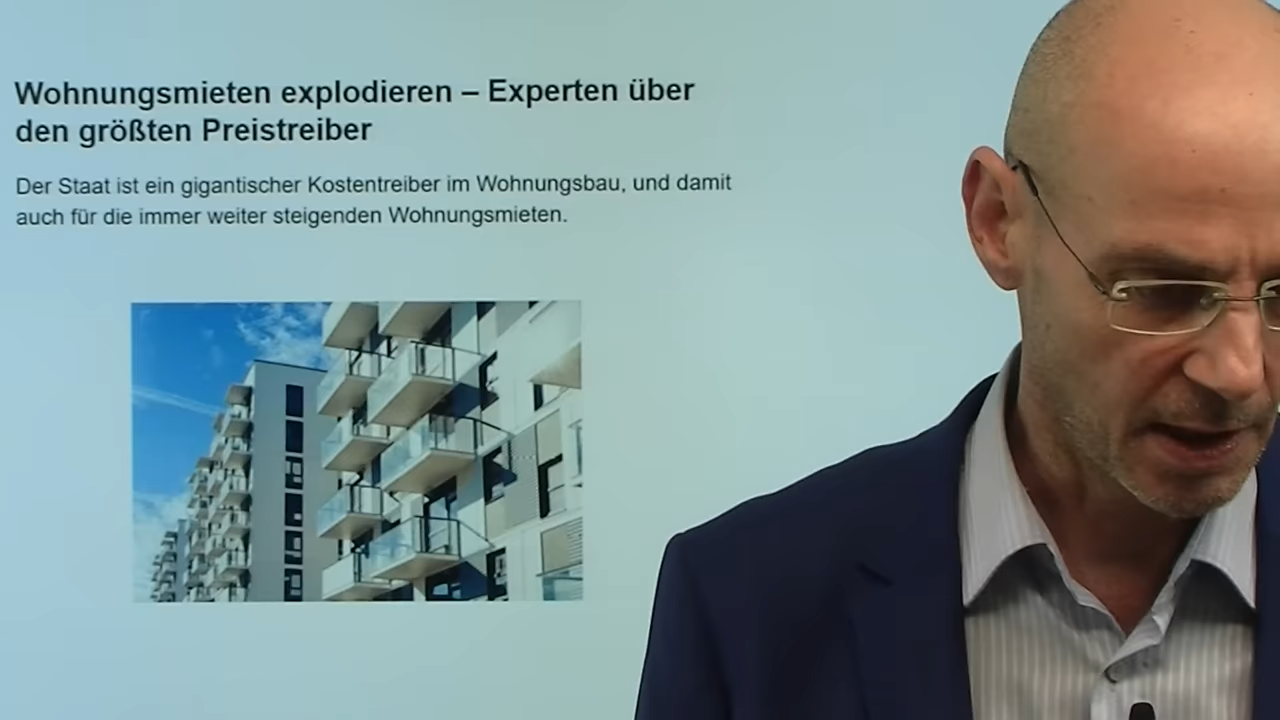 Wohnungsmieten explodieren – Experten über
den größten Preistreiber
Der Staat ist ein gigantischer Kostentreiber im Wohnungsbau, und damit
auch für die immer weiter steigenden Wohnungsmieten.